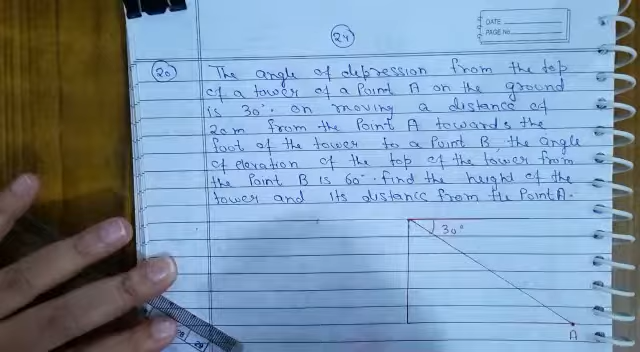 24
DATE
PAGE No.
20 The angle of depression from the top
of a tower of a Point A on the ground
is 30°. on moving a distance of
20m from the Point A towards the
foot of the tower to a Point B, the angle
of elevation of the top of the tower from
the Point B is 60°. find the height of the
tower and its distance from the Point A.
30°
A